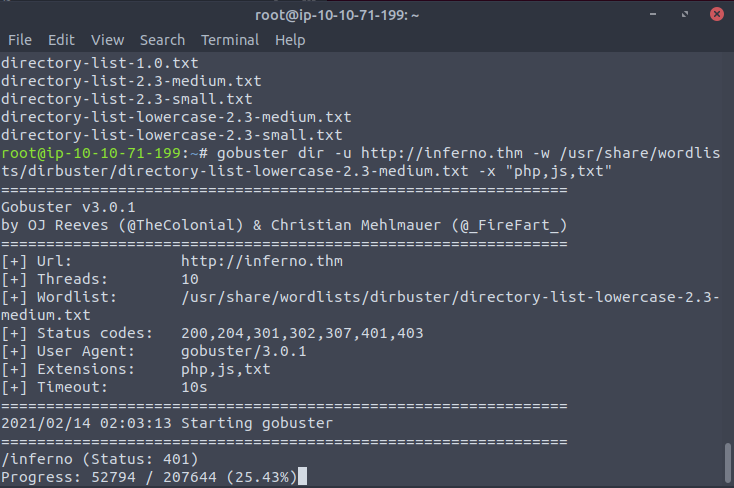 root@ip-10-10-71-199: ~
File Edit View Search Terminal Help
directory-list-1.0.txt
directory-list-2.3-medium.txt
directory-list-2.3-small.txt
directory-list-lowercase-2.3-medium.txt
directory-list-lowercase-2.3-small.txt
root@ip-10-10-71-199:~# gobuster dir -u http://inferno.thm -w /usr/share/wordlis
ts/dirbuster/directory-list-lowercase-2.3-medium.txt -x "php,js,txt"
===============================================================
Gobuster v3.0.1
by OJ Reeves (@TheColonial) & Christian Mehlmauer (@_FireFart_)
===============================================================
[+] Url:            http://inferno.thm
[+] Threads:        10
[+] Wordlist:       /usr/share/wordlists/dirbuster/directory-list-lowercase-2.3-
medium.txt
[+] Status codes:   200,204,301,302,307,401,403
[+] User Agent:     gobuster/3.0.1
[+] Extensions:     php,js,txt
[+] Timeout:        10s
===============================================================
2021/02/14 02:03:13 Starting gobuster
===============================================================
/inferno (Status: 401)
Progress: 52794 / 207644 (25.43%)